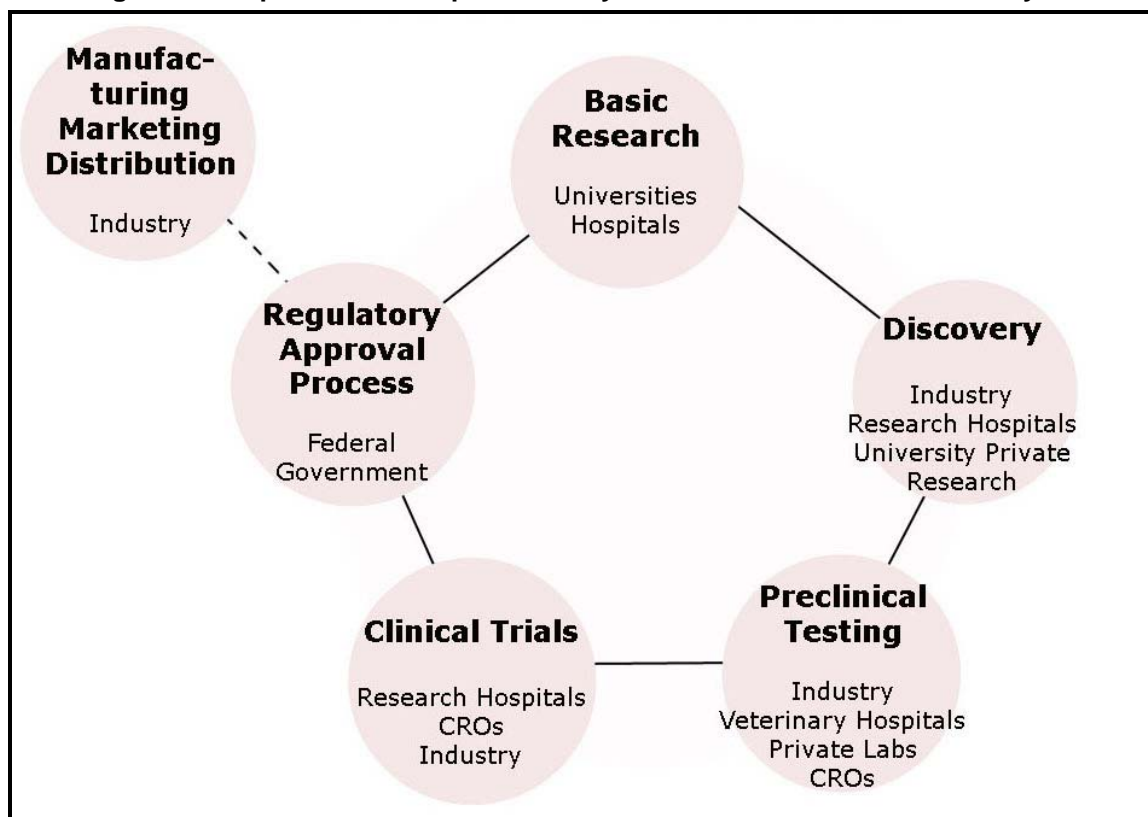 Manufac-
turing
Marketing
Distribution
Industry
Basic
Research
Universities
Hospitals
Regulatory
Approval
Process
Federal
Government
Discovery
Industry
Research Hospitals
University Private
Research
Clinical Trials
Research Hospitals
CROs
Industry
Preclinical
Testing
Industry
Veterinary Hospitals
Private Labs
CROs